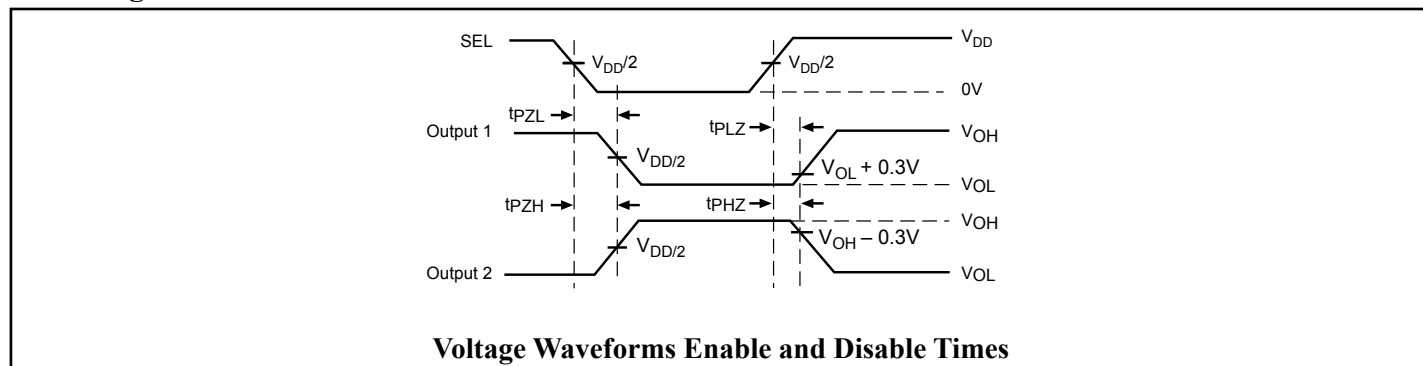 SEL
VDD/2
VDD/2
VDD
0V
tPZL
tPLZ
Output 1
VDD/2
VOH
VOL + 0.3V
VOL
tPZH
tPHZ
VOH
VDD/2
VOH – 0.3V
Output 2
VOL
Voltage Waveforms Enable and Disable Times